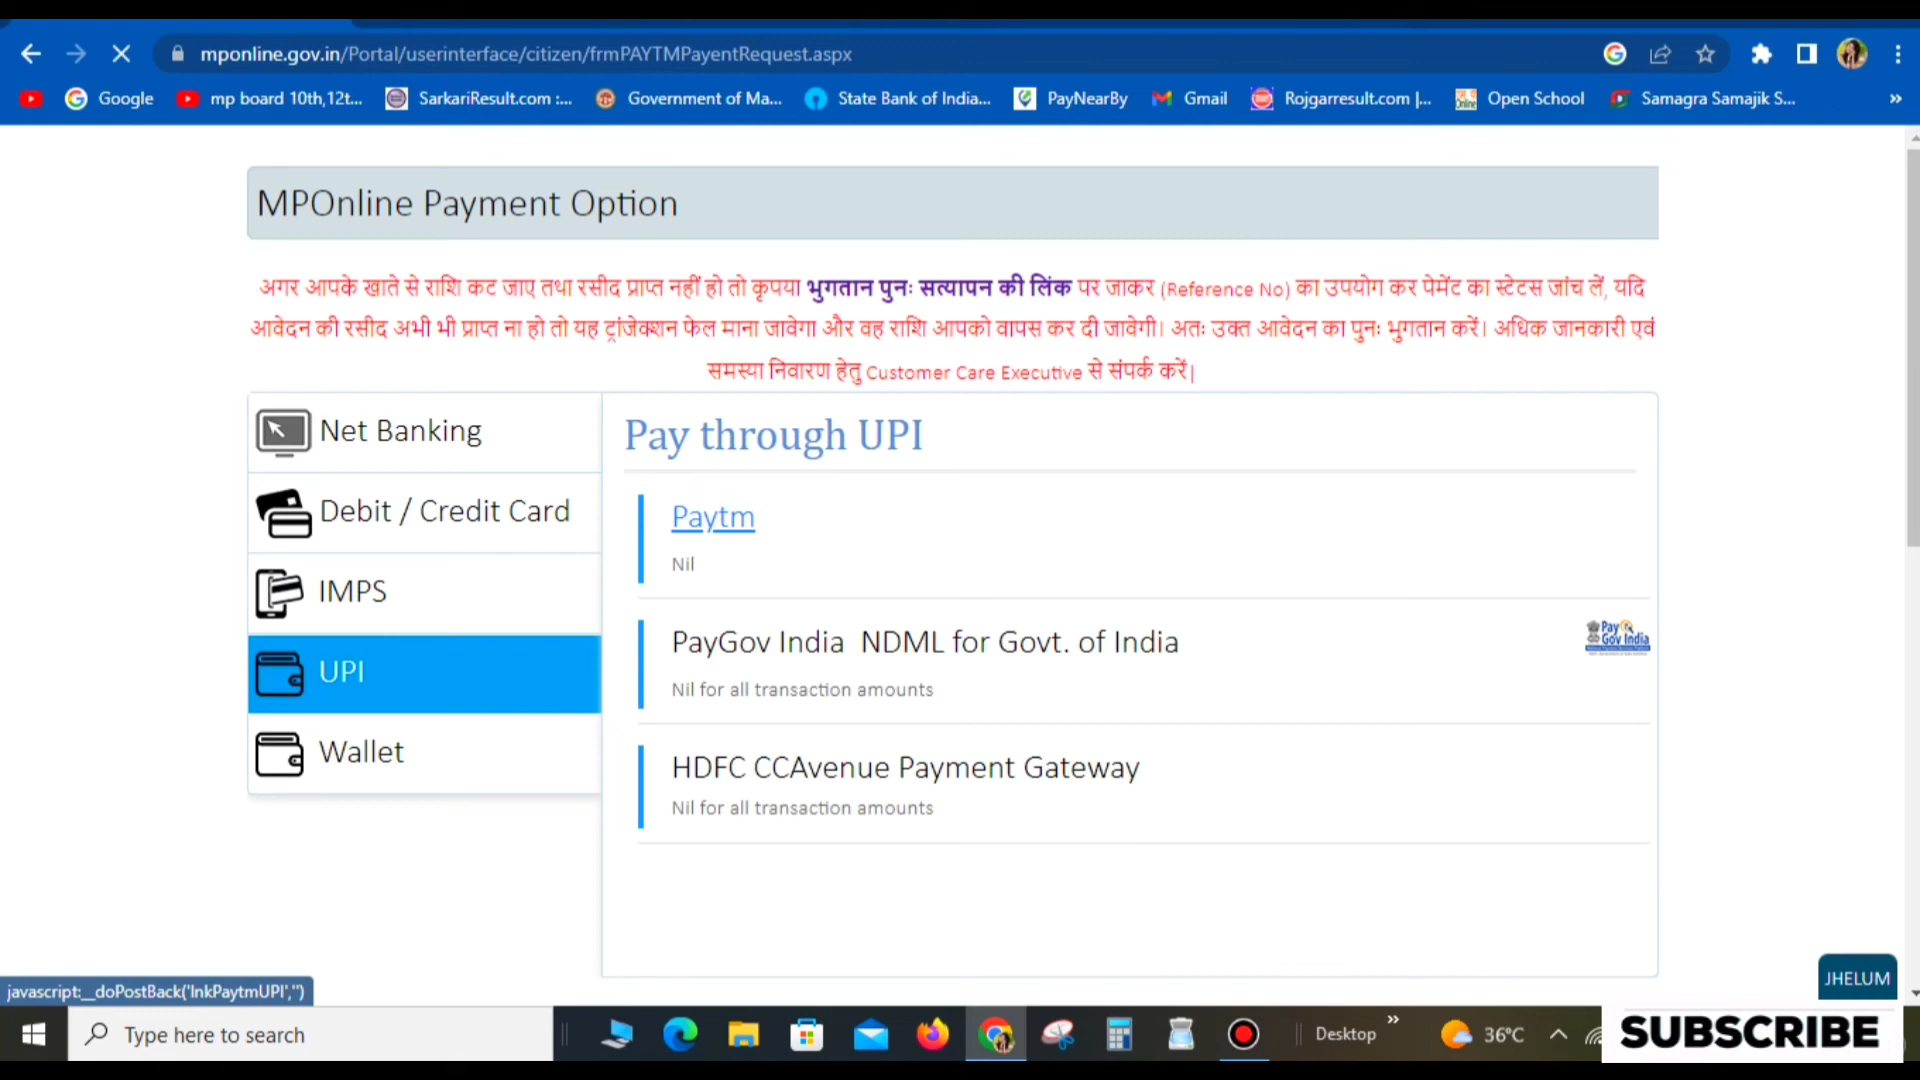 mponline.gov.in/Portal/userinterface/citizen/frmPAYTMPayentRequest.aspx
Google
mp board 10th,12t...
SarkariResult.com :...
Government of Ma...
State Bank of India...
PayNearBy
Gmail
Rojgarresult.com |...
Open School
Samagra Samajik S...
»
MPOnline Payment Option
अगर आपके खाते से राशि कट जाए तथा रसीद प्राप्त नहीं हो तो कृपया भुगतान पुनः सत्यापन की लिंक पर जाकर (Reference No) का उपयोग कर पेमेंट का स्टेटस जांच लें, यदि
आवेदन की रसीद अभी भी प्राप्त ना हो तो यह ट्रांजेक्शन फेल माना जावेगा और वह राशि आपको वापस कर दी जावेगी। अतः उक्त आवेदन का पुनः भुगतान करें। अधिक जानकारी एवं
समस्या निवारण हेतु Customer Care Executive से संपर्क करें|
Net Banking
Debit / Credit Card
IMPS
UPI
Wallet
Pay through UPI
Paytm
Nil
PayGov India  NDML for Govt. of India
Nil for all transaction amounts
Pay
Gov India
HDFC CCAvenue Payment Gateway
Nil for all transaction amounts
JHELUM
javascript:__doPostBack('lnkPaytmUPI','')
Type here to search
Desktop
»
36°C
SUBSCRIBE